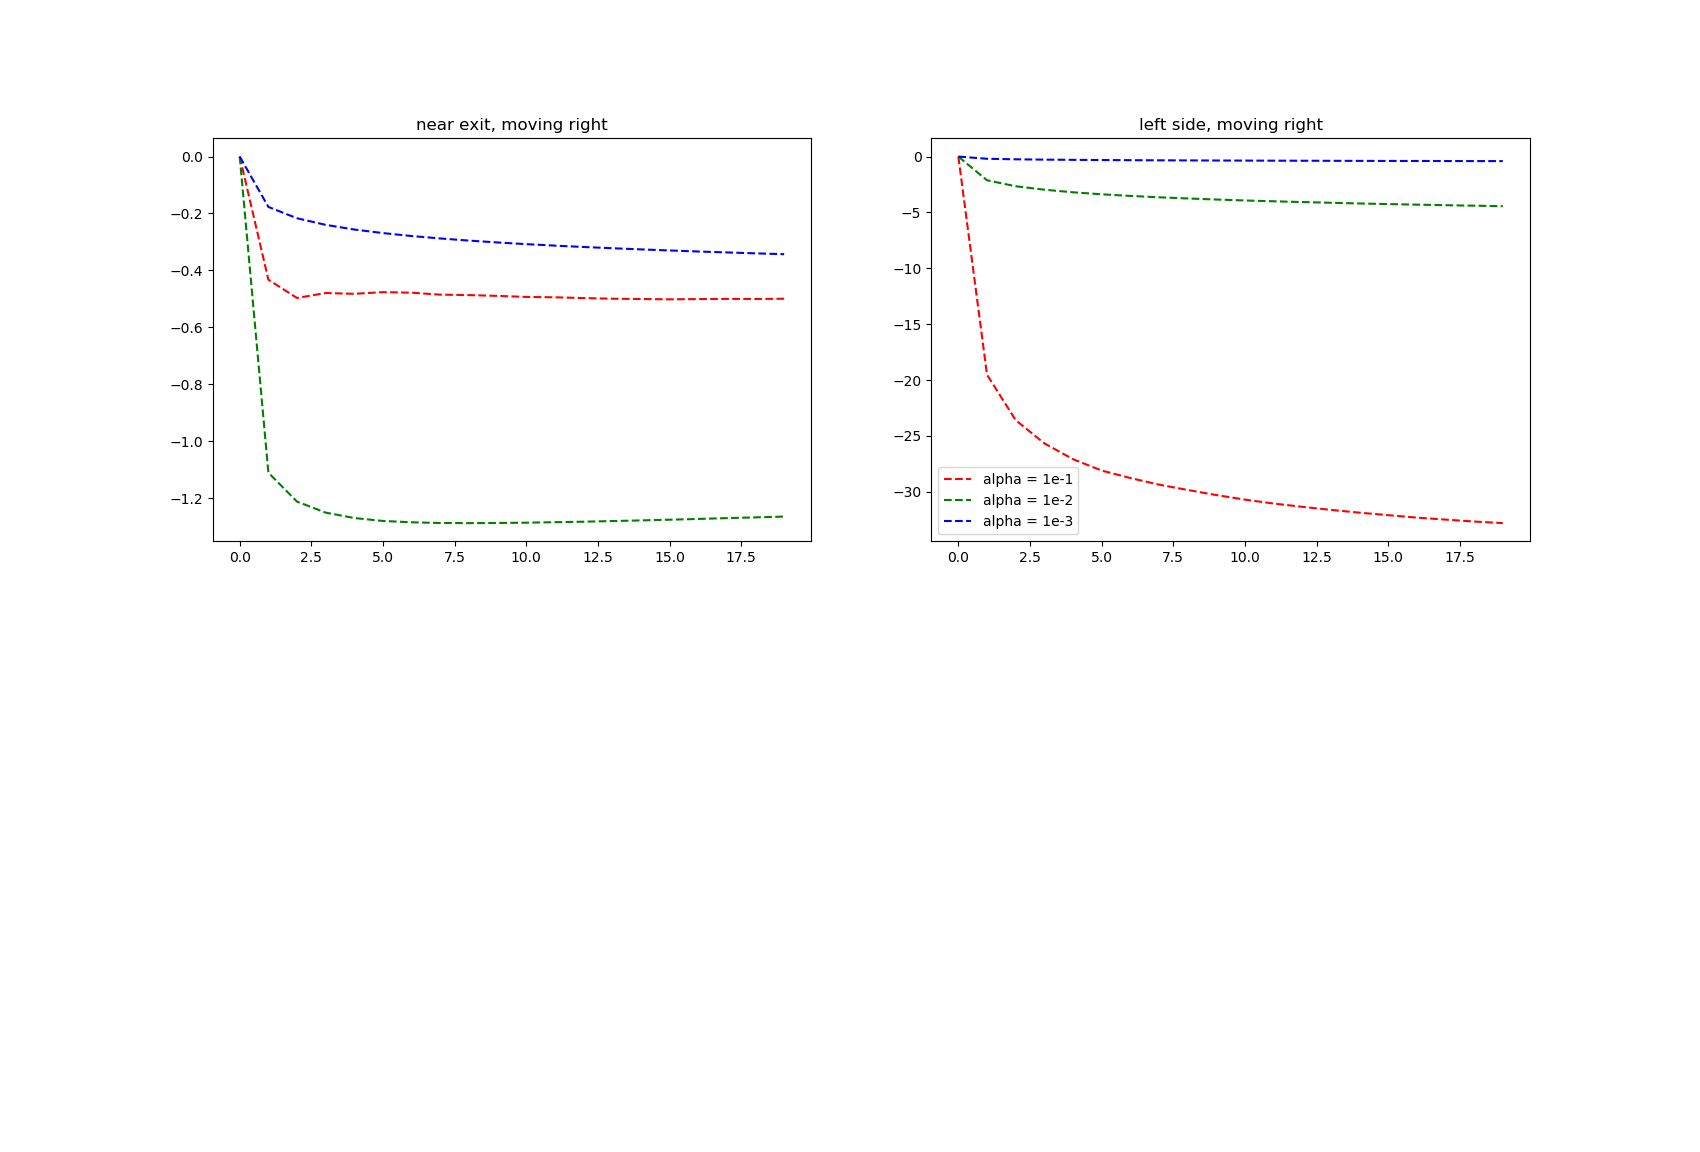 near exit, moving right
0.0
−0.2
−0.4
−0.6
−0.8
−1.0
−1.2
0.0 2.5 5.0 7.5 10.0 12.5 15.0 17.5
left side, moving right
0
−5
−10
−15
−20
−25
−30
alpha = 1e-1
alpha = 1e-2
alpha = 1e-3
0.0 2.5 5.0 7.5 10.0 12.5 15.0 17.5